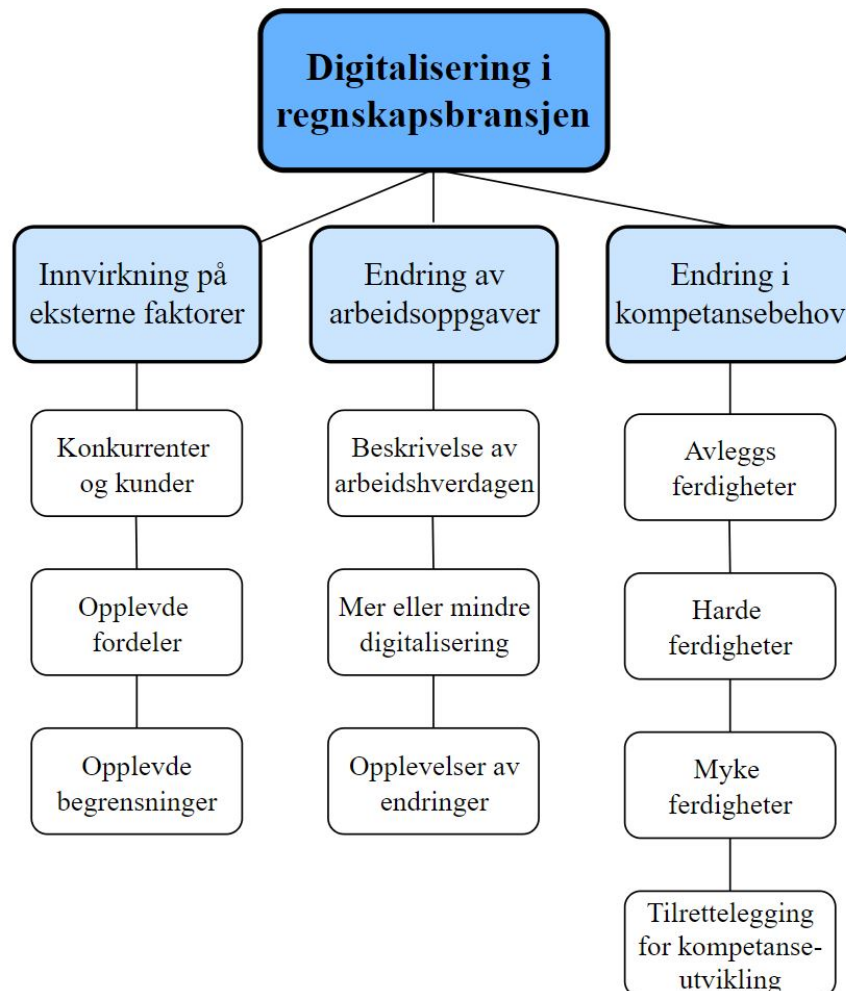 Digitalisering i
regnskapsbransjen
Innvirkning på
eksterne faktorer
Konkurrenter
og kunder
Opplevde
fordeler
Opplevde
begrensninger
Endring av
arbeidsoppgaver
Beskrivelse av
arbeidshverdagen
Mer eller mindre
digitalisering
Opplevelser av
endringer
Endring i
kompetansebehov
Avleggs
ferdigheter
Harde
ferdigheter
Myke
ferdigheter
Tilrettelegging
for kompetanse-
utvikling